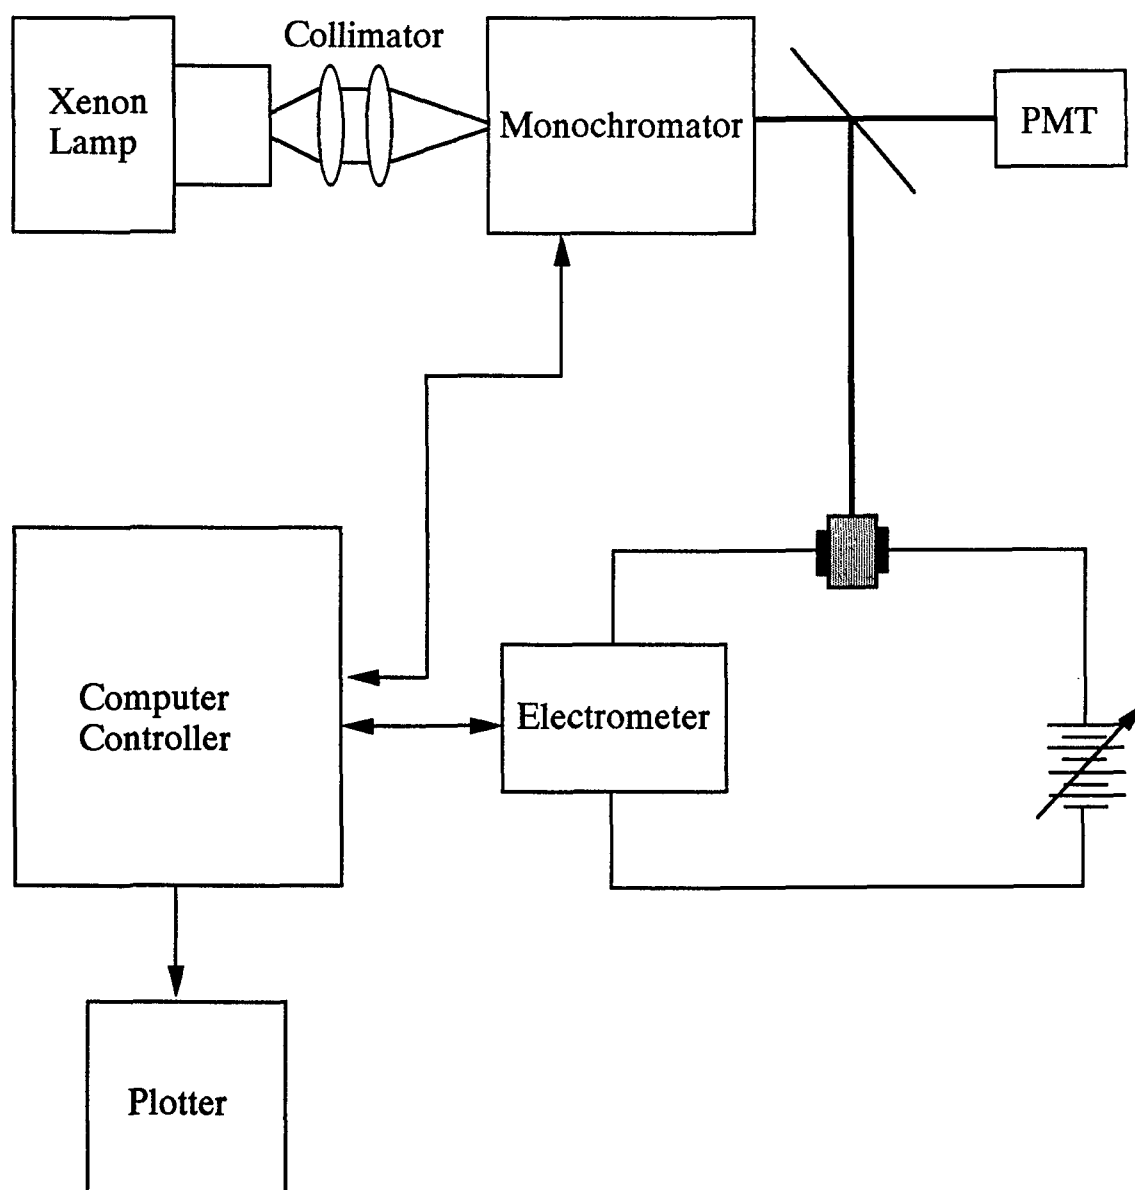 Collimator
Xenon
Lamp
Monochromator
PMT
Computer
Controller
Electrometer
Plotter